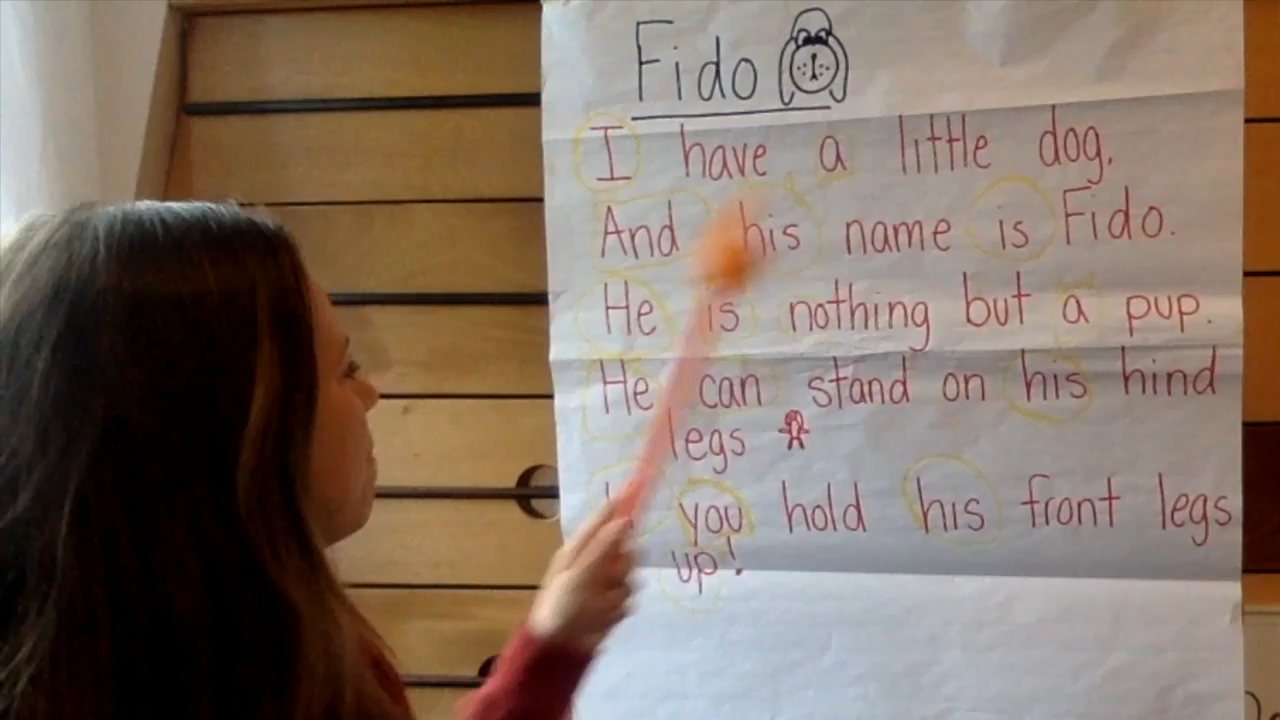 Fido
I have a little dog.
And his name is Fido.
He is nothing but a pup.
He can stand on his hind
legs
you hold his front legs
up!